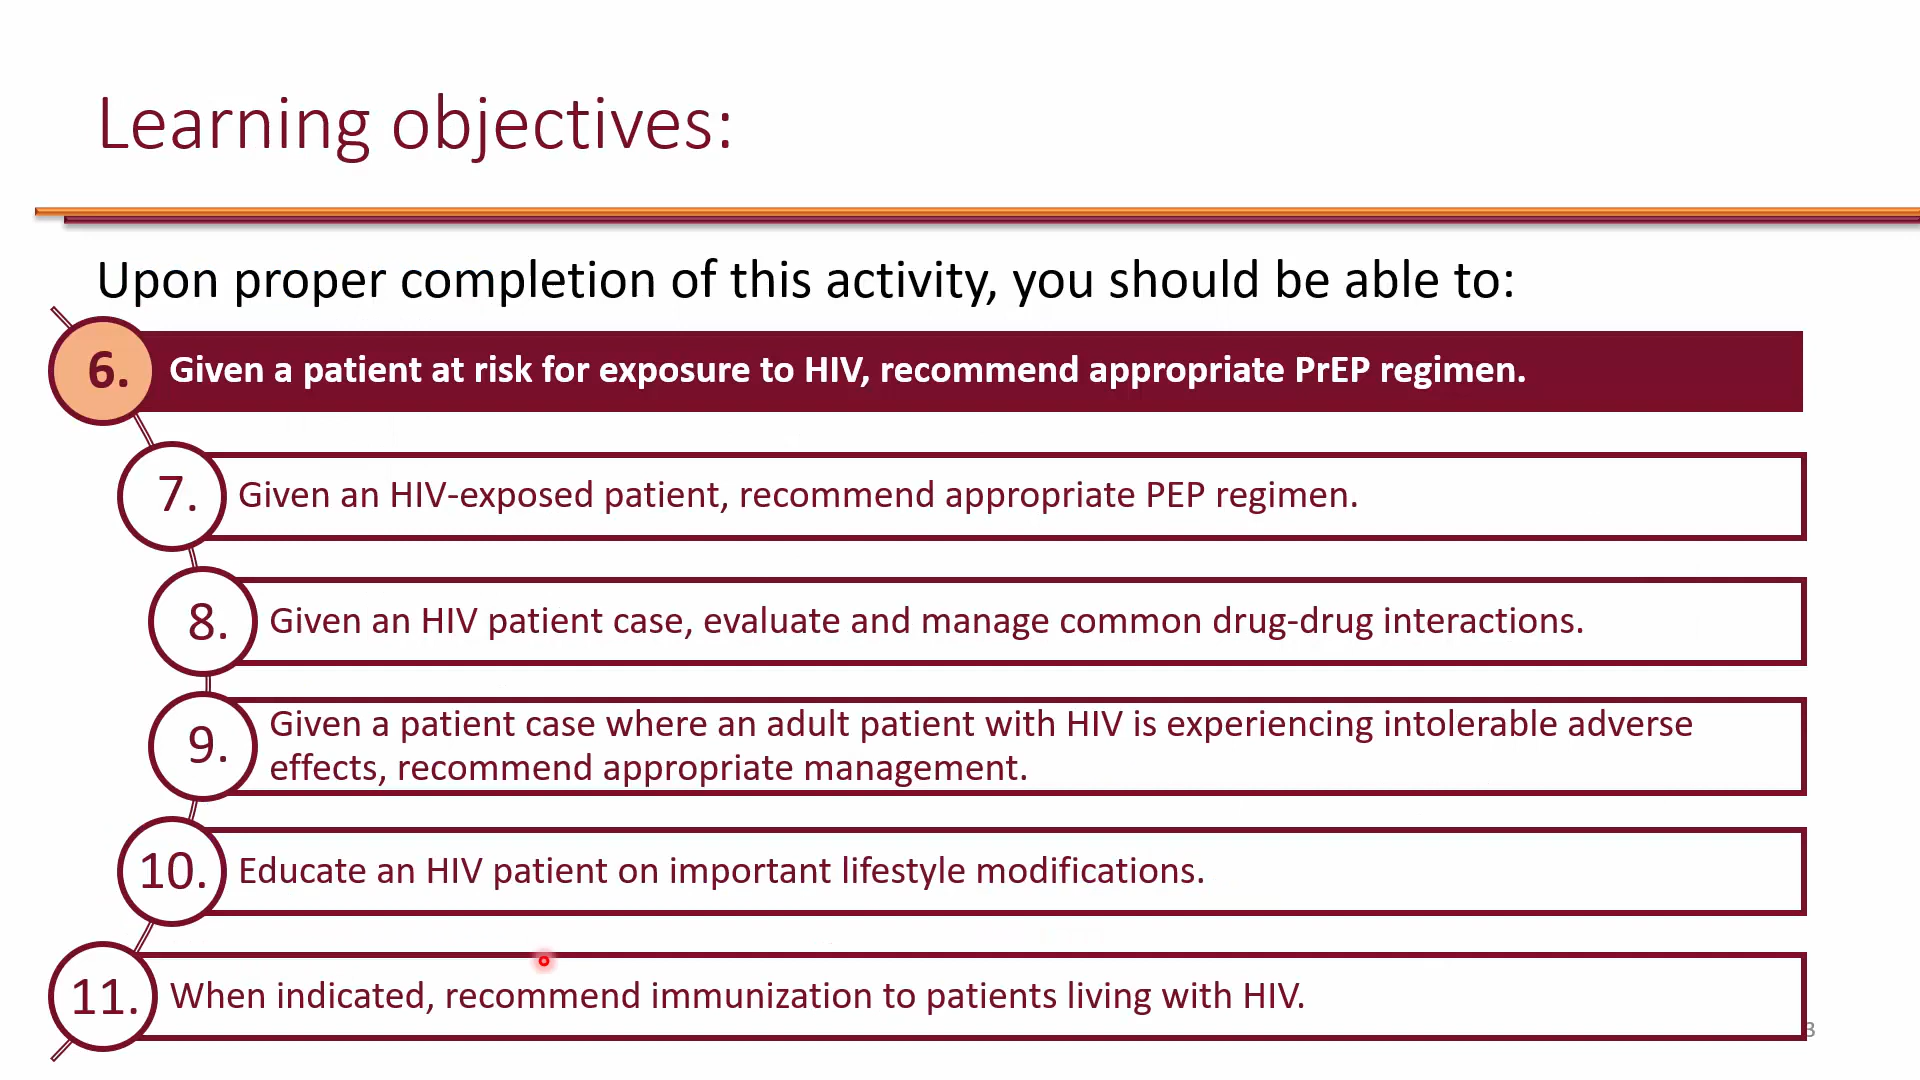 Learning objectives:
Upon proper completion of this activity, you should be able to:
6. Given a patient at risk for exposure to HIV, recommend appropriate PrEP regimen.
7. Given an HIV-exposed patient, recommend appropriate PEP regimen.
8. Given an HIV patient case, evaluate and manage common drug-drug interactions.
9. Given a patient case where an adult patient with HIV is experiencing intolerable adverse
effects, recommend appropriate management.
10. Educate an HIV patient on important lifestyle modifications.
11. When indicated, recommend immunization to patients living with HIV.
3